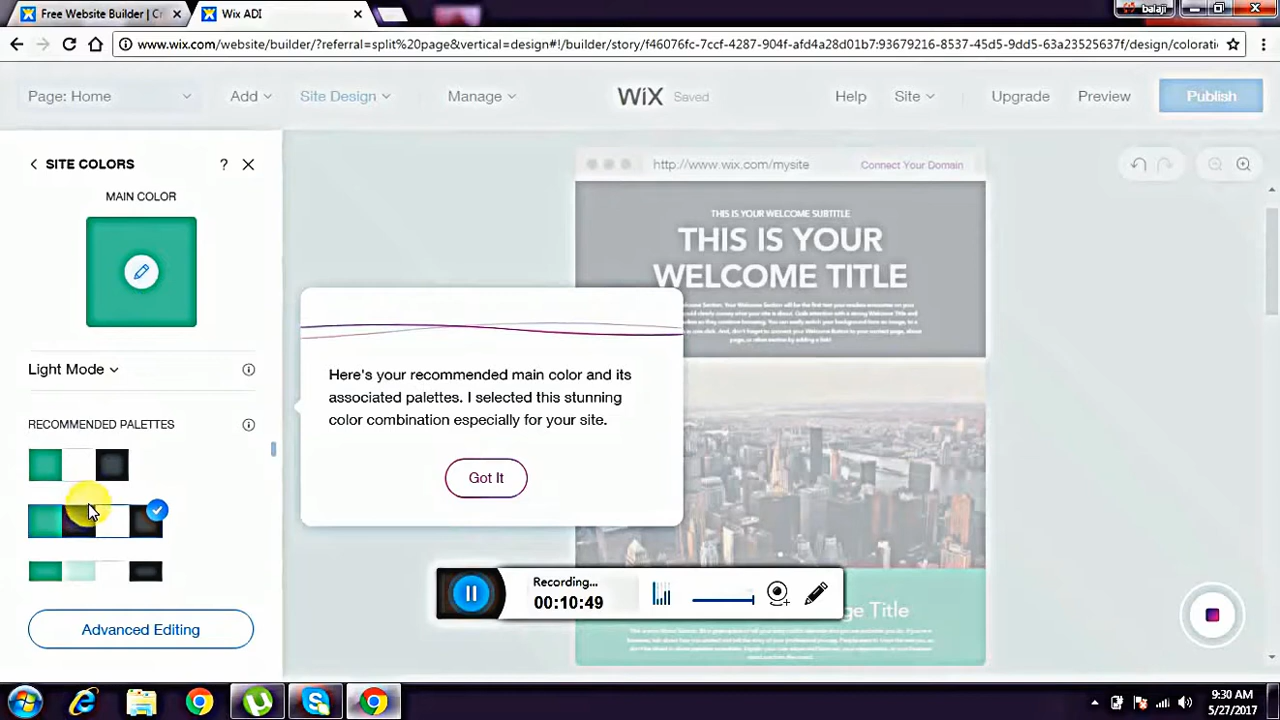 Free Website Builder | Cr
Wix ADI
balaji
www.wix.com/website/builder/?referral=split%20page&vertical=design#!/builder/story/f46076fc-7ccf-4287-904f-afd4a28d01b7:93679216-8537-45d5-9dd5-63a23525637f/design/coloratio
Page: Home
Add
Site Design
Manage
WiX
Saved
Help
Site
Upgrade
Preview
Publish
SITE COLORS
?
http://www.wix.com/mysite
Connect Your Domain
MAIN COLOR
THIS IS YOUR WELCOME SUBTITLE
THIS IS YOUR
WELCOME TITLE
Light Mode
Here's your recommended main color and its
associated palettes. I selected this stunning
color combination especially for your site.
Got It
RECOMMENDED PALETTES
Recording...
00:10:49
ge Title
Advanced Editing
9:30 AM
5/27/2017